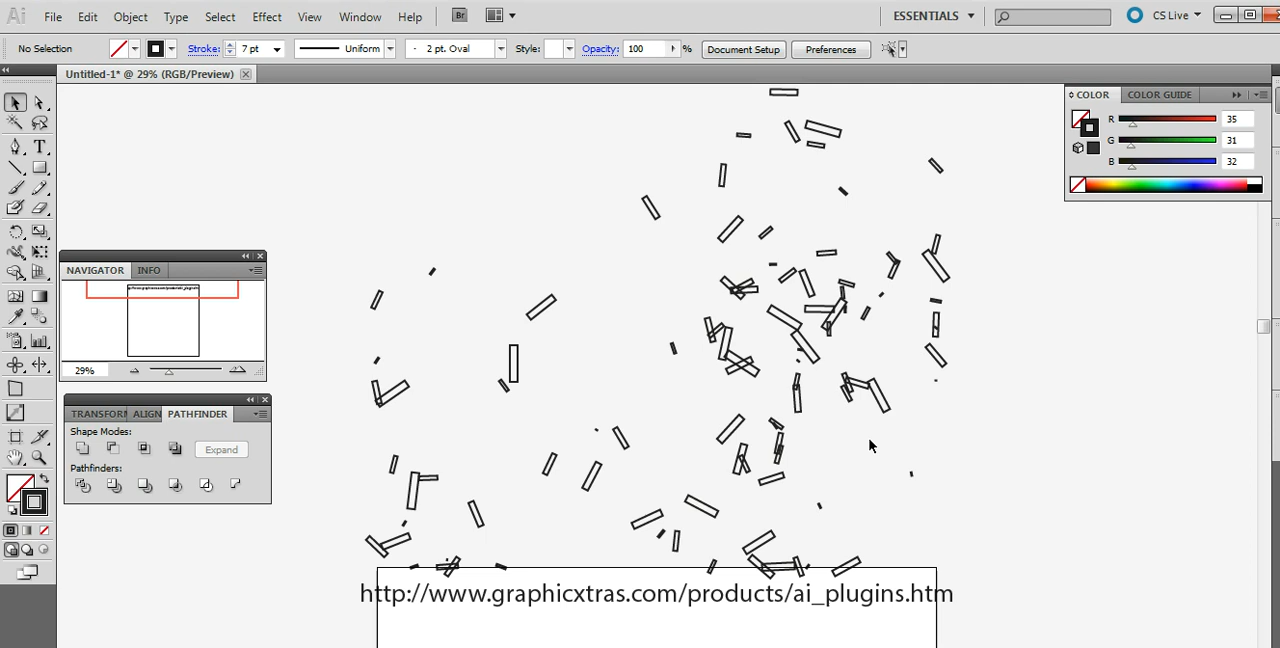 Ai File Edit Object Type Select Effect View Window Help Br ESSENTIALS CS Live
No Selection Stroke: 7 pt Uniform 2 pt. Oval Style: Opacity: 100 % Document Setup Preferences
Untitled-1* @ 29% (RGB/Preview)
COLOR COLOR GUIDE
R 35
G 31
B 32
NAVIGATOR INFO
29%
TRANSFORM ALIGN PATHFINDER
Shape Modes:
Expand
Pathfinders:
http://www.graphicxtras.com/products/ai_plugins.htm